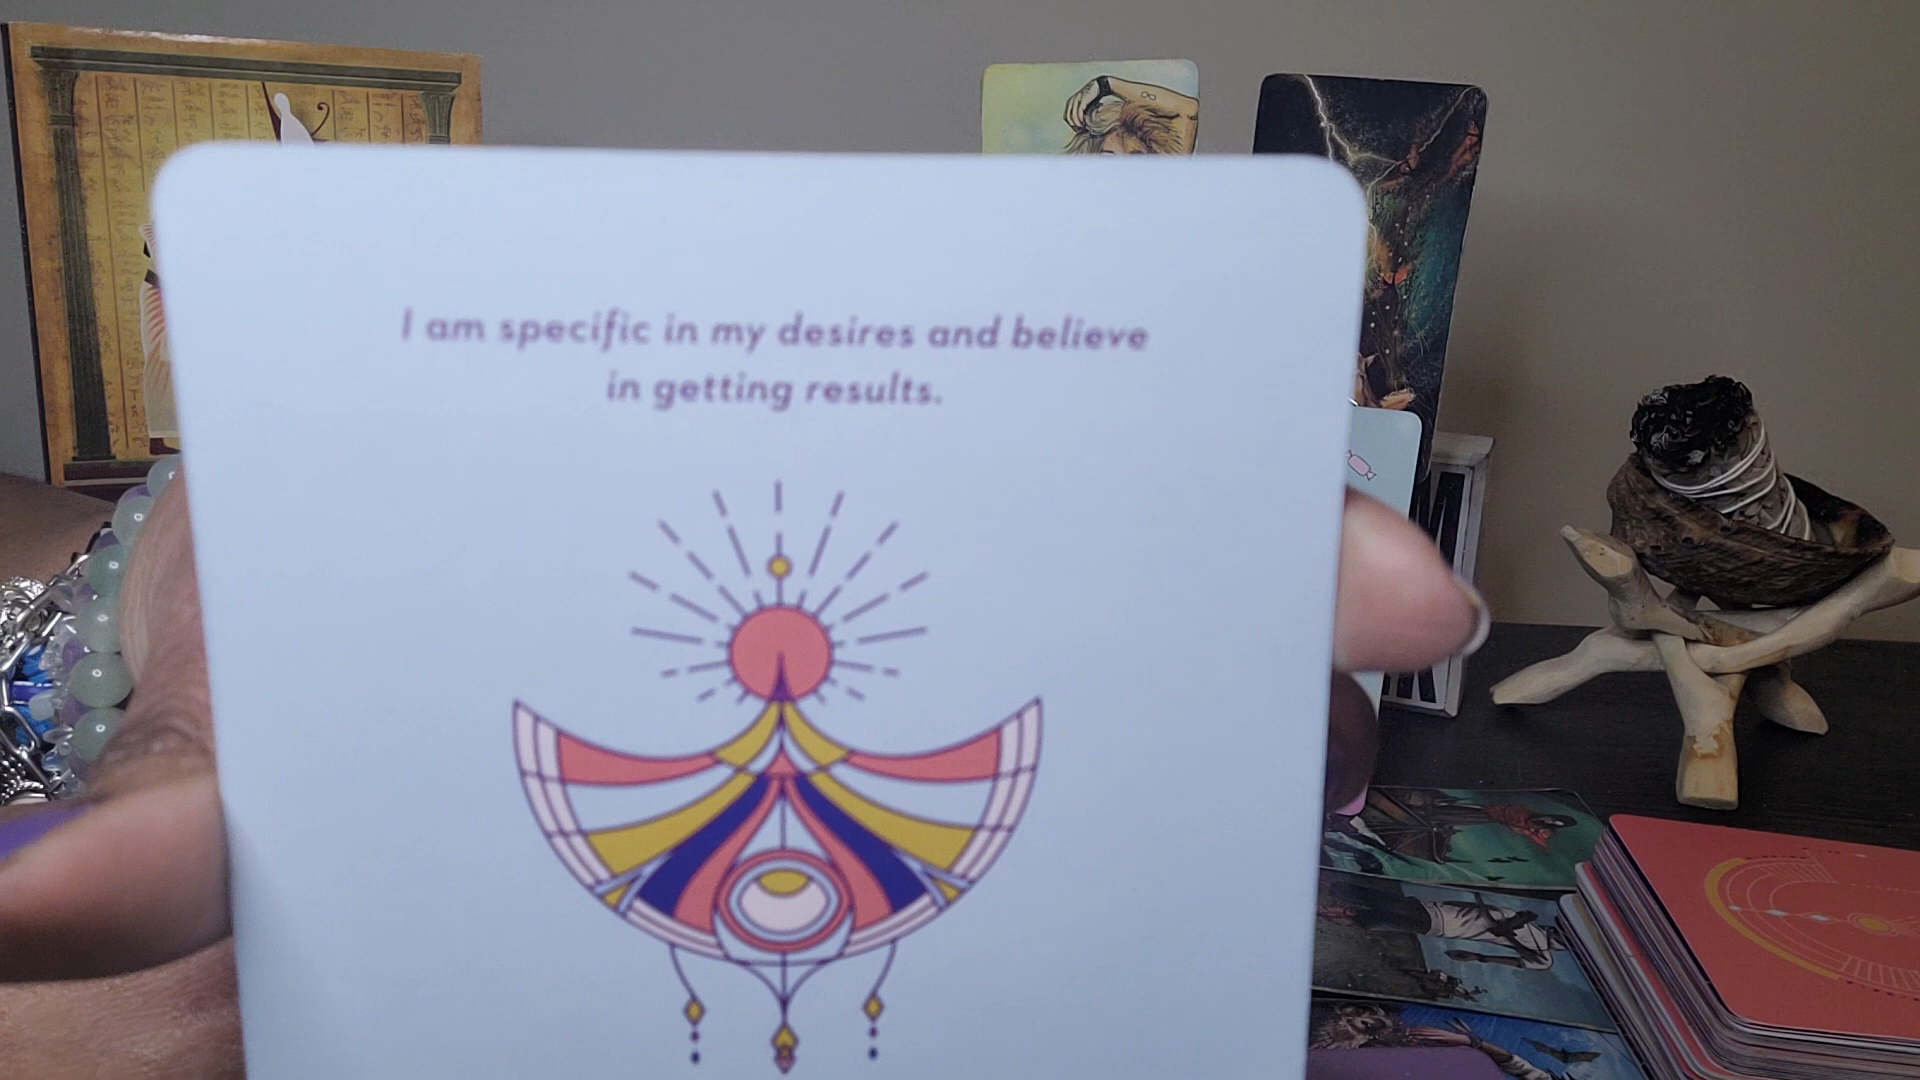 I am specific in my desires and believe
in getting results.